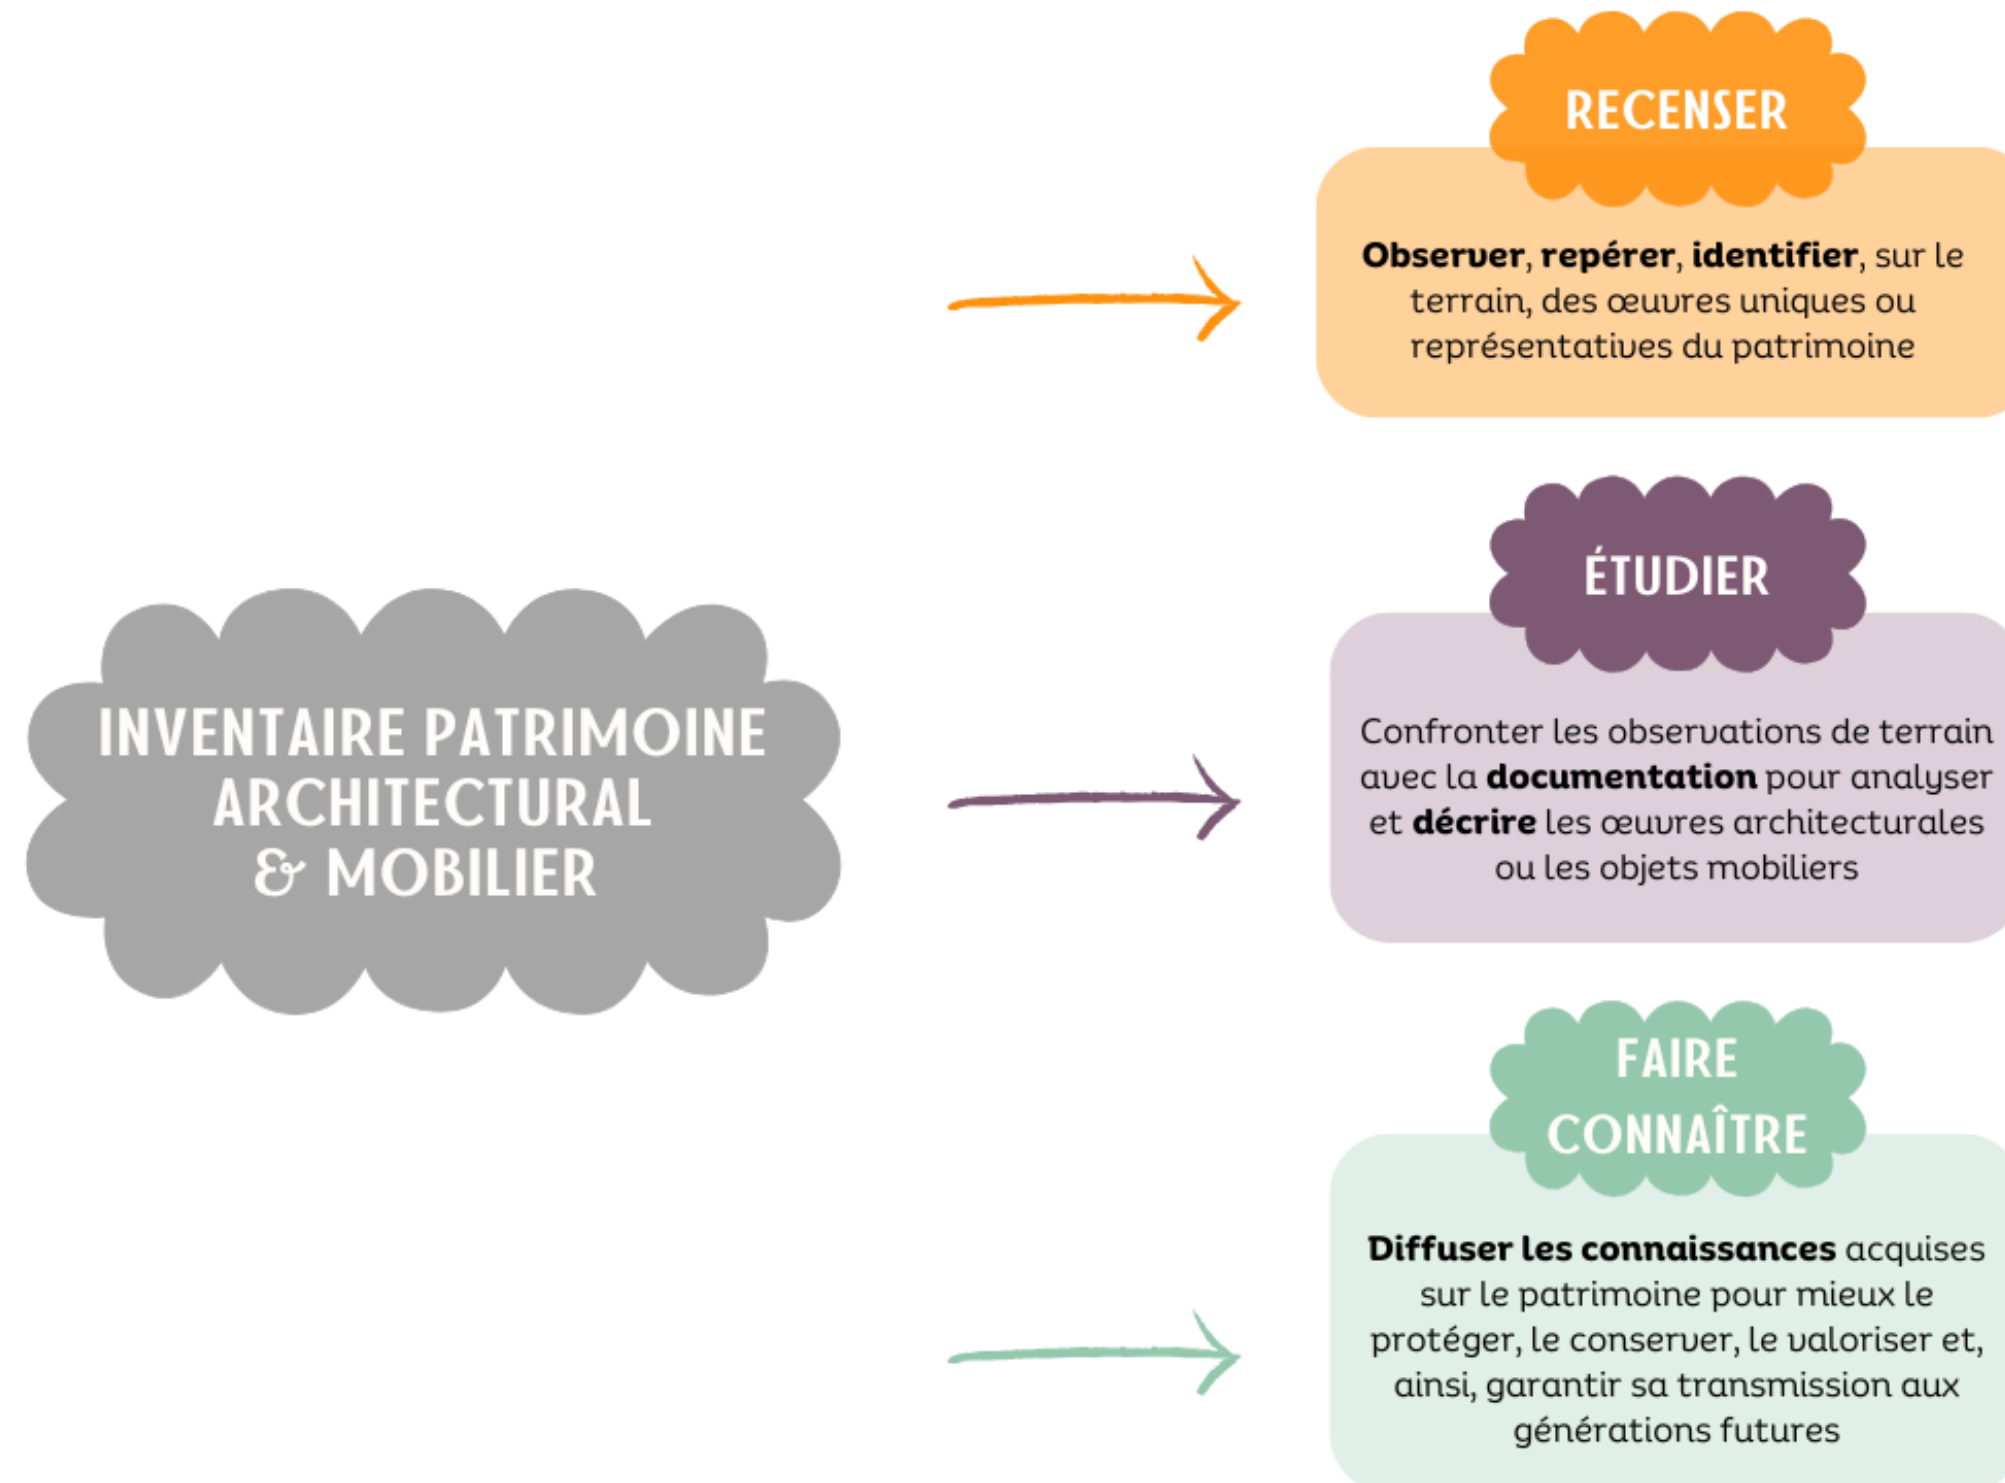 INVENTAIRE PATRIMOINE
ARCHITECTURAL
& MOBILIER
RECENSER
Observer, repérer, identifier, sur le
terrain, des œuvres uniques ou
représentatives du patrimoine
ÉTUDIER
Confronter les observations de terrain
avec la documentation pour analyser
et décrire les œuvres architecturales
ou les objets mobiliers
FAIRE
CONNAÎTRE
Diffuser les connaissances acquises
sur le patrimoine pour mieux le
protéger, le conserver, le valoriser et,
ainsi, garantir sa transmission aux
générations futures